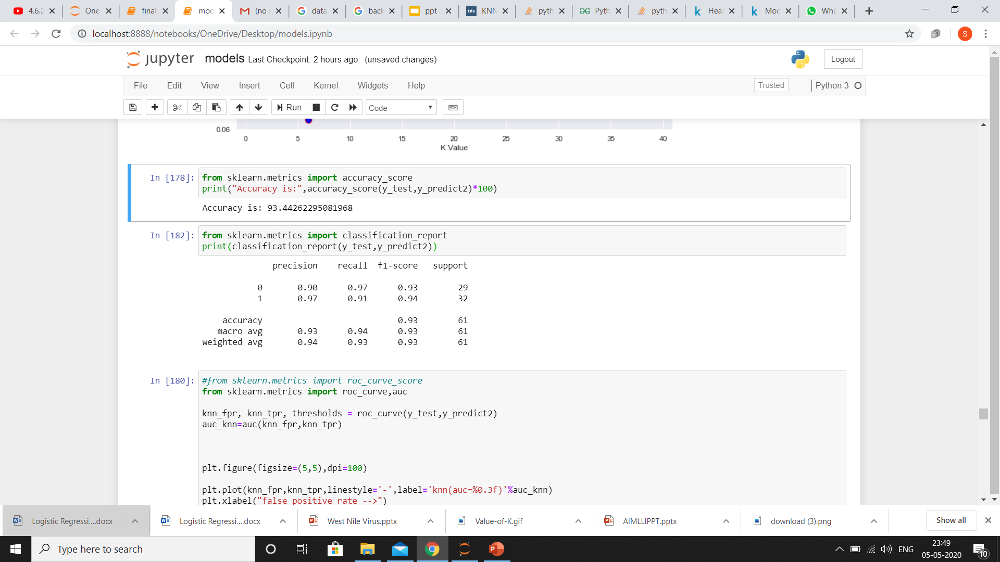 4.6.2
One
final
mod
(no s
data
back
ppt
tds KNN
pyth
Pyth
pyth
Hear
Mod
Wha
localhost:8888/notebooks/OneDrive/Desktop/models.ipynb
S
jupyter models Last Checkpoint: 2 hours ago (unsaved changes)
Logout
File Edit View Insert Cell Kernel Widgets Help
Trusted
Python 3
Run
Code
0.06
0 5 10 15 20 25 30 35 40
K Value
In [178]: from sklearn.metrics import accuracy_score
print("Accuracy is:",accuracy_score(y_test,y_predict2)*100)
Accuracy is: 93.44262295081968
In [182]: from sklearn.metrics import classification_report
print(classification_report(y_test,y_predict2))
precision recall f1-score support
0 0.90 0.97 0.93 29
1 0.97 0.91 0.94 32
accuracy 0.93 61
macro avg 0.93 0.94 0.93 61
weighted avg 0.94 0.93 0.93 61
In [180]: #from sklearn.metrics import roc_curve_score
from sklearn.metrics import roc_curve,auc
knn_fpr, knn_tpr, thresholds = roc_curve(y_test,y_predict2)
auc_knn=auc(knn_fpr,knn_tpr)
plt.figure(figsize=(5,5),dpi=100)
plt.plot(knn_fpr,knn_tpr,linestyle='-',label='knn(auc=%0.3f)'%auc_knn)
plt.xlabel("false positive rate -->")
Logistic Regressi....docx
Logistic Regressi....docx
West Nile Virus.pptx
Value-of-K.gif
AIMLLIPPT.pptx
download (3).png
Show all
Type here to search
ENG
23:49
05-05-2020
10